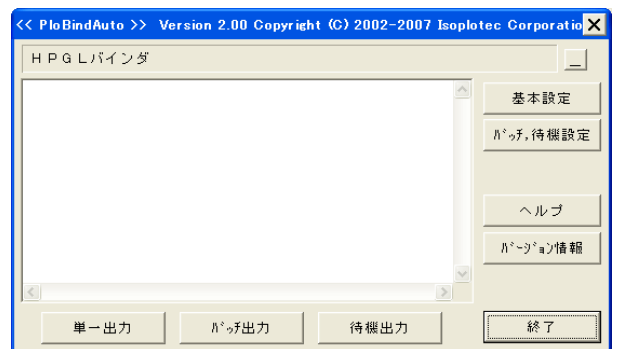 << PloBindAuto >> Version 2.00 Copyright (C) 2002-2007 Isoplotec Corporatio
ＨＰＧＬバインダ
基本設定
ﾊﾞｯﾁ,待機設定
ヘルプ
ﾊﾞｰｼﾞｮﾝ情報
単一出力
ﾊﾞｯﾁ出力
待機出力
終了